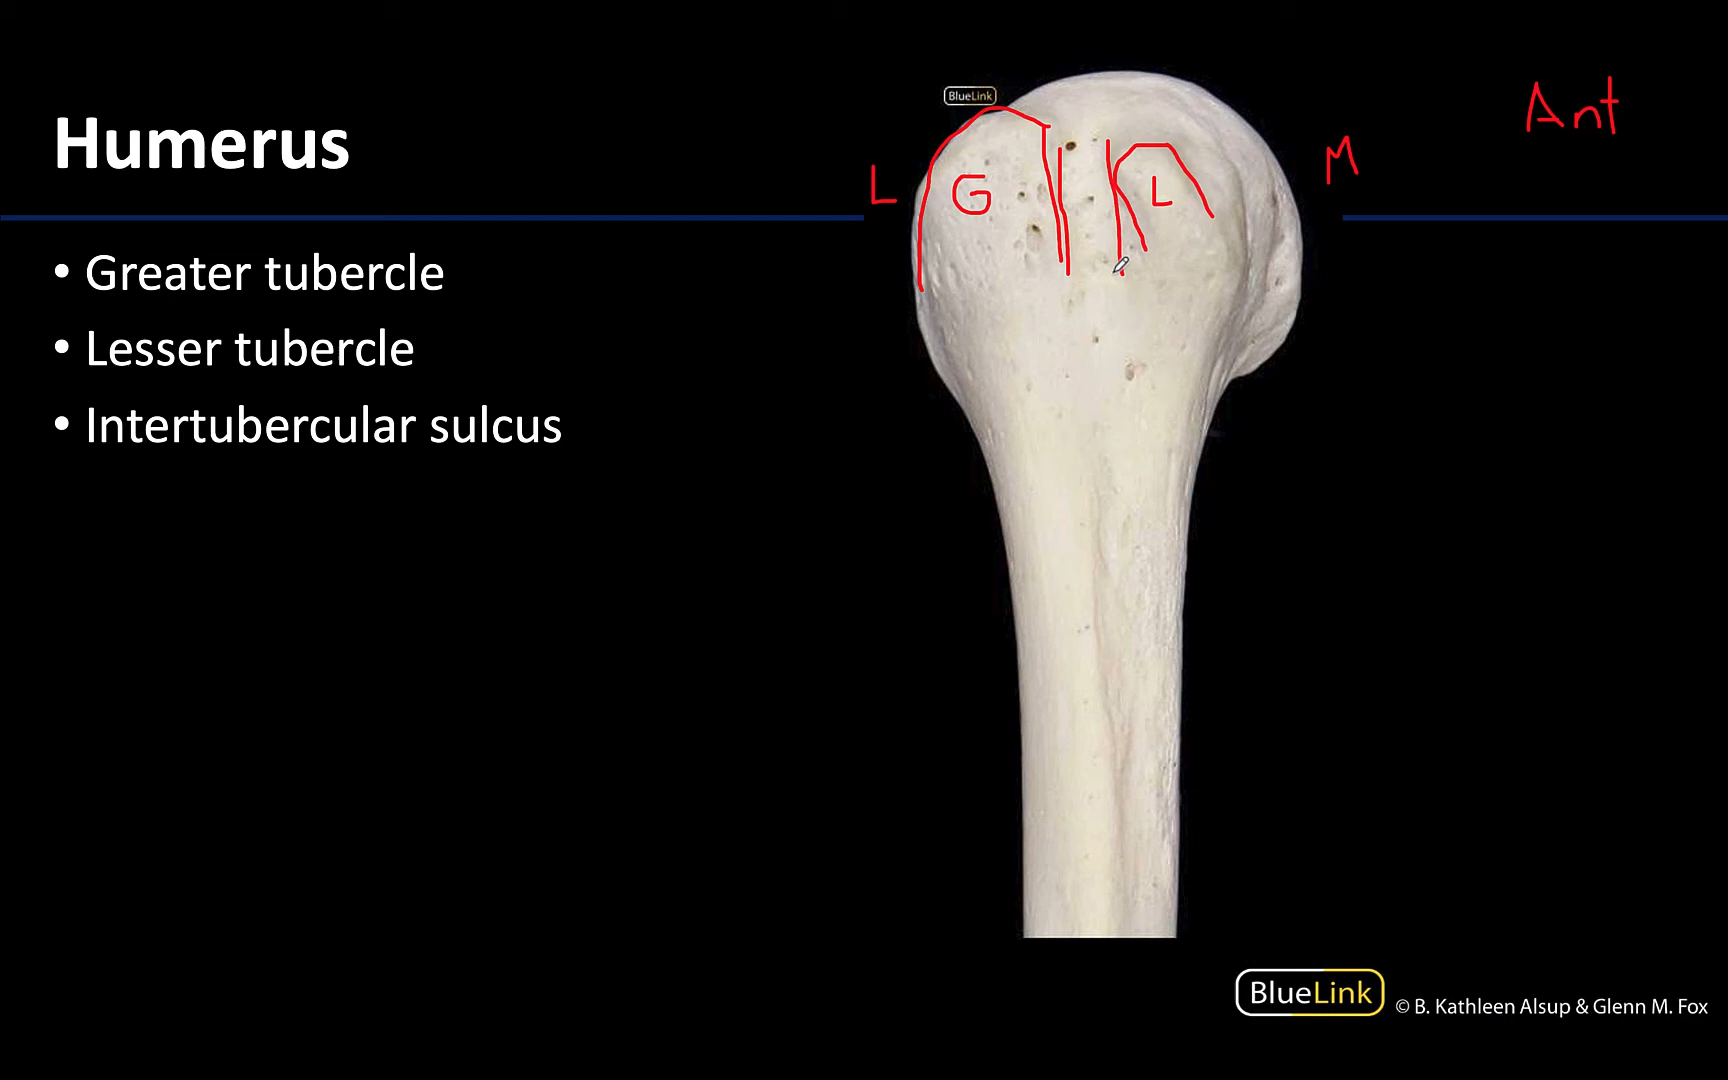 Humerus
• Greater tubercle
• Lesser tubercle
• Intertubercular sulcus
BlueLink
Ant
L
M
G
L
BlueLink
© B. Kathleen Alsup & Glenn M. Fox